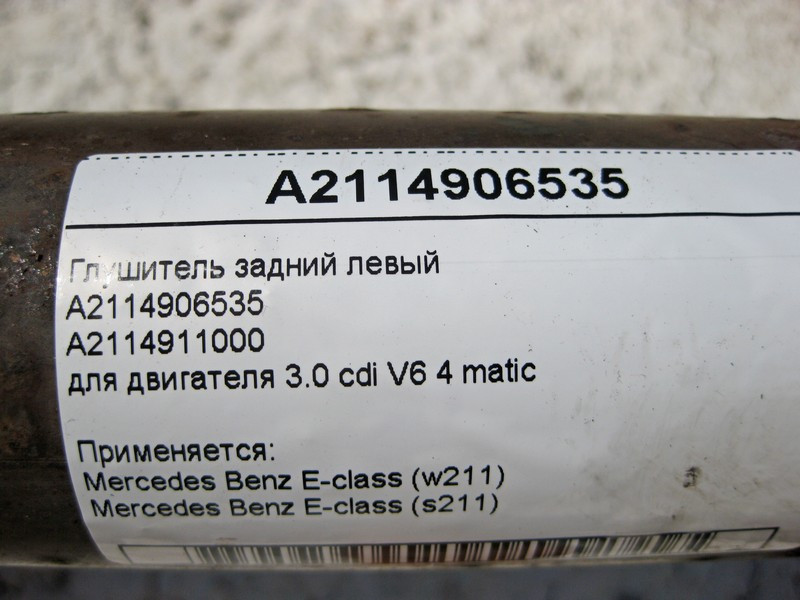 A2114906535
Глушитель задний левый
A2114906535
A2114911000
для двигателя 3.0 cdi V6 4 matic
Применяется:
Mercedes Benz E-class (w211)
Mercedes Benz E-class (s211)